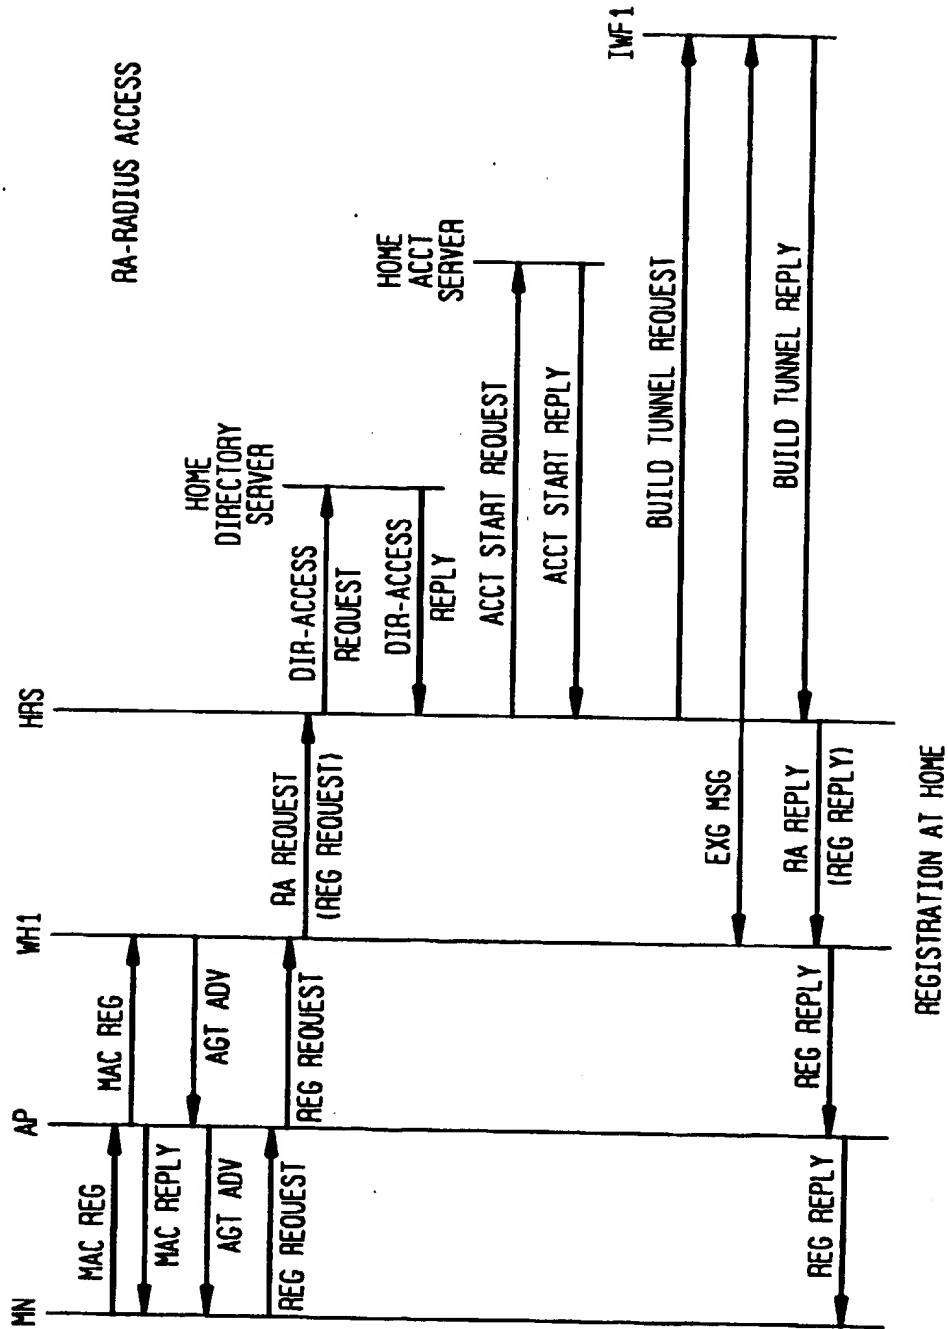 RA-RADIUS ACCESS
MN
AP
WH1
HRS
HOME
DIRECTORY
SERVER
HOME
ACCT
SERVER
IWF1
MAC REG
MAC REG
MAC REPLY
AGT ADV
AGT ADV
REG REQUEST
REG REQUEST
RA REQUEST
(REG REQUEST)
DIR-ACCESS
REQUEST
DIR-ACCESS
REPLY
ACCT START REQUEST
ACCT START REPLY
BUILD TUNNEL REQUEST
EXG MSG
BUILD TUNNEL REPLY
RA REPLY
(REG REPLY)
REG REPLY
REG REPLY
REGISTRATION AT HOME